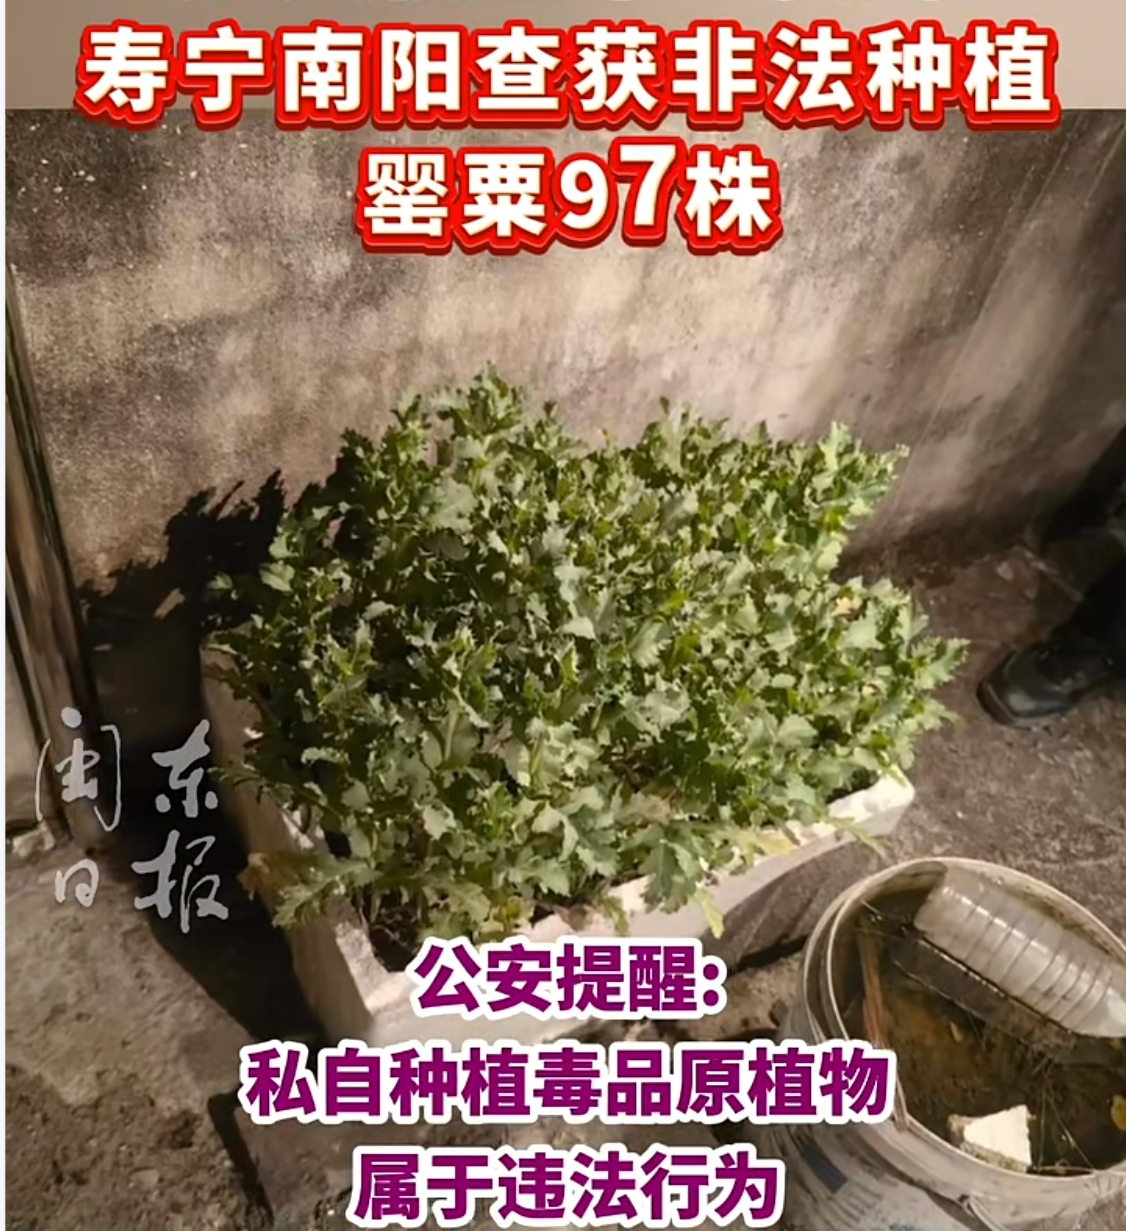 寿宁南阳查获非法种植
罂粟97株
闽东
日报
公安提醒:
私自种植毒品原植物
属于违法行为